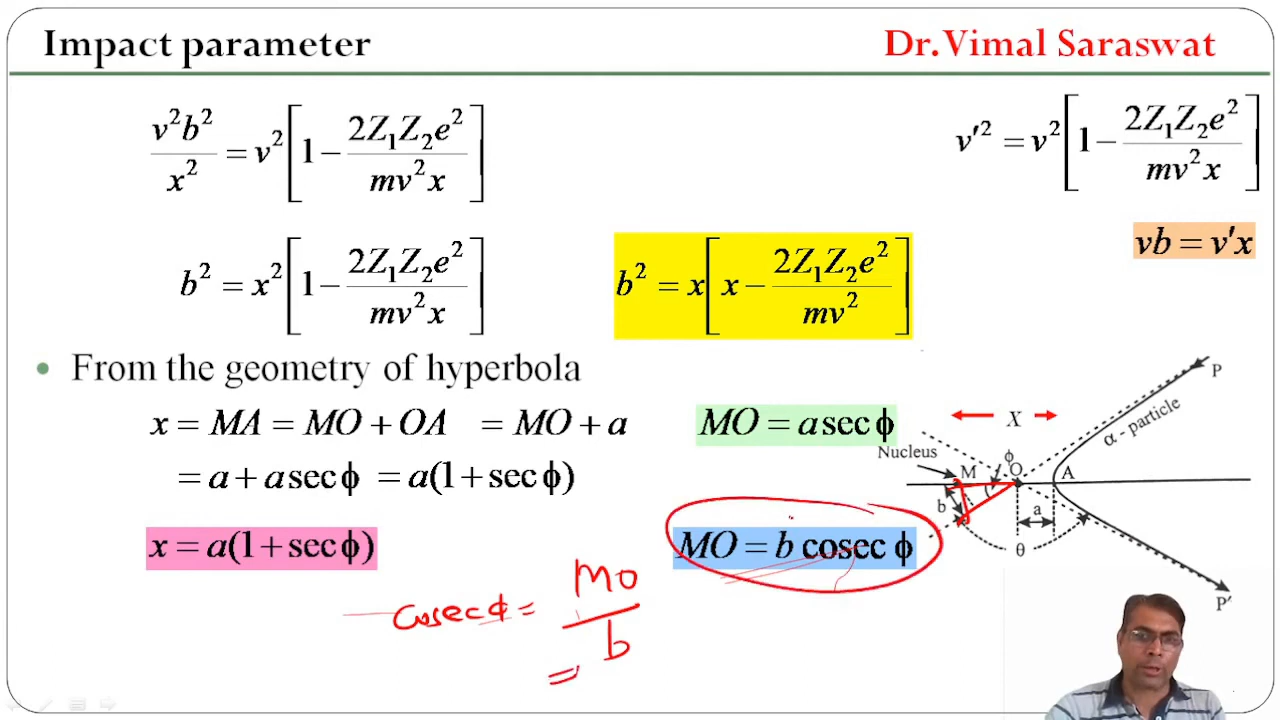 Impact parameter
Dr.Vimal Saraswat
v²b²/x² = v²[1 − 2Z₁Z₂e²/mv²x]
v′² = v²[1 − 2Z₁Z₂e²/mv²x]
vb = v′x
b² = x²[1 − 2Z₁Z₂e²/mv²x]
b² = x[x − 2Z₁Z₂e²/mv²]
• From the geometry of hyperbola
x = MA = MO + OA = MO + a
MO = a sec ϕ
= a + a sec ϕ = a(1 + sec ϕ)
x = a(1 + sec ϕ)
MO = b cosec ϕ
cosec ϕ = MO/b
=
P
X
α - particle
Nucleus
ϕ
M
O
A
b
a
θ
P′